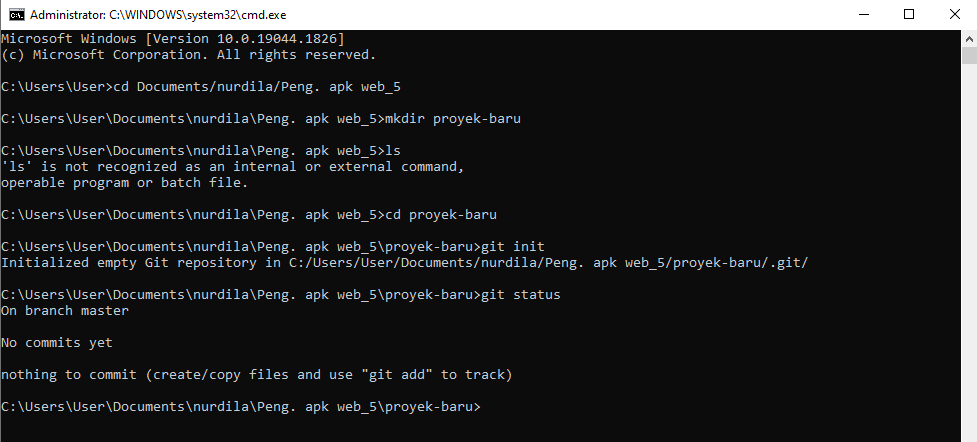 Administrator: C:\WINDOWS\system32\cmd.exe
Microsoft Windows [Version 10.0.19044.1826]
(c) Microsoft Corporation. All rights reserved.
C:\Users\User>cd Documents/nurdila/Peng. apk web_5
C:\Users\User\Documents\nurdila\Peng. apk web_5>mkdir proyek-baru
C:\Users\User\Documents\nurdila\Peng. apk web_5>ls
'ls' is not recognized as an internal or external command,
operable program or batch file.
C:\Users\User\Documents\nurdila\Peng. apk web_5>cd proyek-baru
C:\Users\User\Documents\nurdila\Peng. apk web_5\proyek-baru>git init
Initialized empty Git repository in C:/Users/User/Documents/nurdila/Peng. apk web_5/proyek-baru/.git/
C:\Users\User\Documents\nurdila\Peng. apk web_5\proyek-baru>git status
On branch master
No commits yet
nothing to commit (create/copy files and use "git add" to track)
C:\Users\User\Documents\nurdila\Peng. apk web_5\proyek-baru>